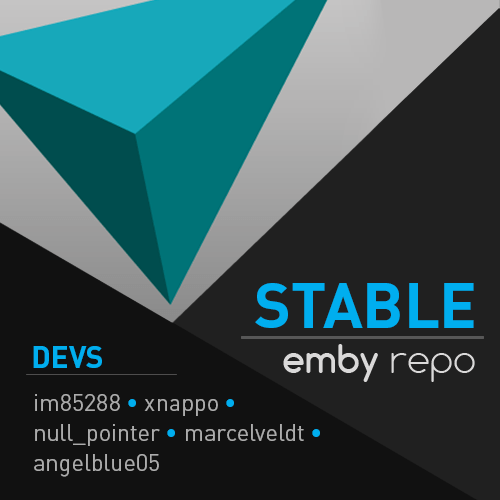 STABLE
emby repo
DEVS
im85288 • xnappo •
null_pointer • marcelveldt •
angelblue05